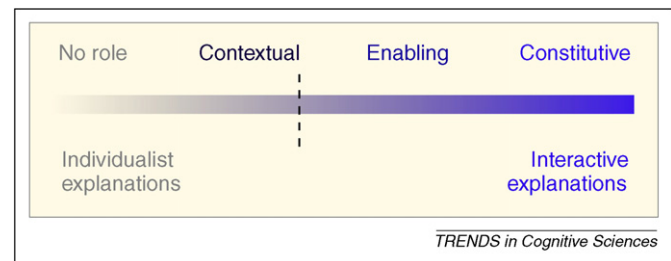 No role Contextual Enabling Constitutive
Individualist Interactive
explanations explanations
TRENDS in Cognitive Sciences